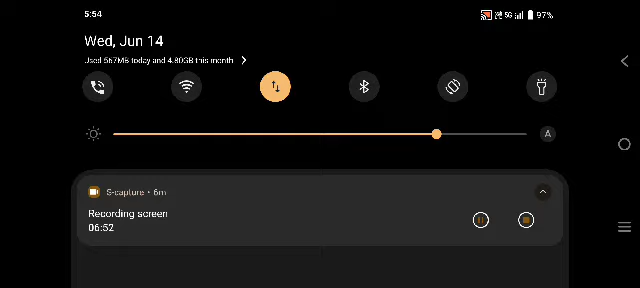 5:54
5G
97%
Wed, Jun 14
Used 567MB today and 4.80GB this month
A
S-capture • 6m
Recording screen
06:52